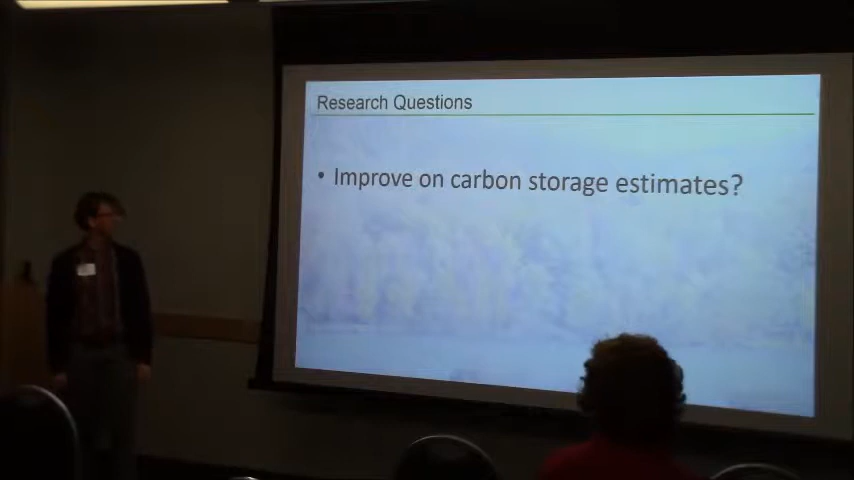 Research Questions
• Improve on carbon storage estimates?